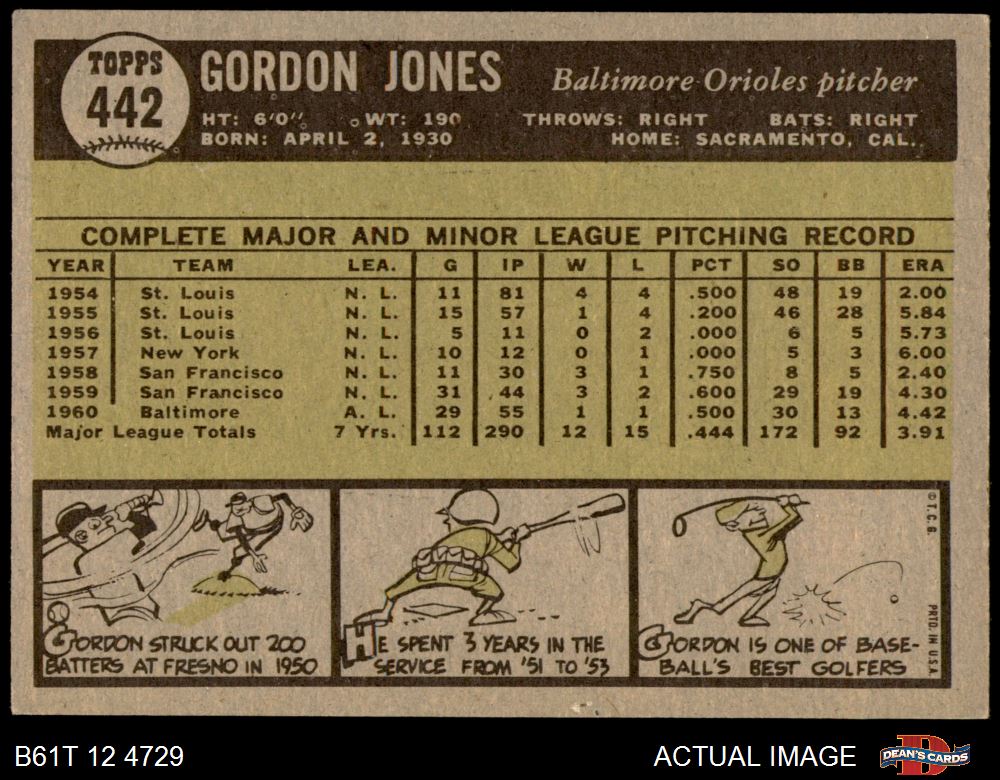 TOPPS
442
GORDON JONES Baltimore Orioles pitcher
HT: 6'0" WT: 190 THROWS: RIGHT BATS: RIGHT
BORN: APRIL 2, 1930 HOME: SACRAMENTO, CAL.
COMPLETE MAJOR AND MINOR LEAGUE PITCHING RECORD
YEAR TEAM LEA. G IP W L PCT SO BB ERA
1954 St. Louis N. L. 11 81 4 4 .500 48 19 2.00
1955 St. Louis N. L. 15 57 1 4 .200 46 28 5.84
1956 St. Louis N. L. 5 11 0 2 .000 6 5 5.73
1957 New York N. L. 10 12 0 1 .000 5 3 6.00
1958 San Francisco N. L. 11 30 3 1 .750 8 5 2.40
1959 San Francisco N. L. 31 44 3 2 .600 29 19 4.30
1960 Baltimore A. L. 29 55 1 1 .500 30 13 4.42
Major League Totals 7 Yrs. 112 290 12 15 .444 172 92 3.91
GORDON STRUCK OUT 200
BATTERS AT FRESNO IN 1950
HE SPENT 3 YEARS IN THE
SERVICE FROM '51 TO '53
GORDON IS ONE OF BASE-
BALL'S BEST GOLFERS
© T. C. G. PRTD. IN U.S.A.
B61T 12 4729 ACTUAL IMAGE DEAN'S CARDS